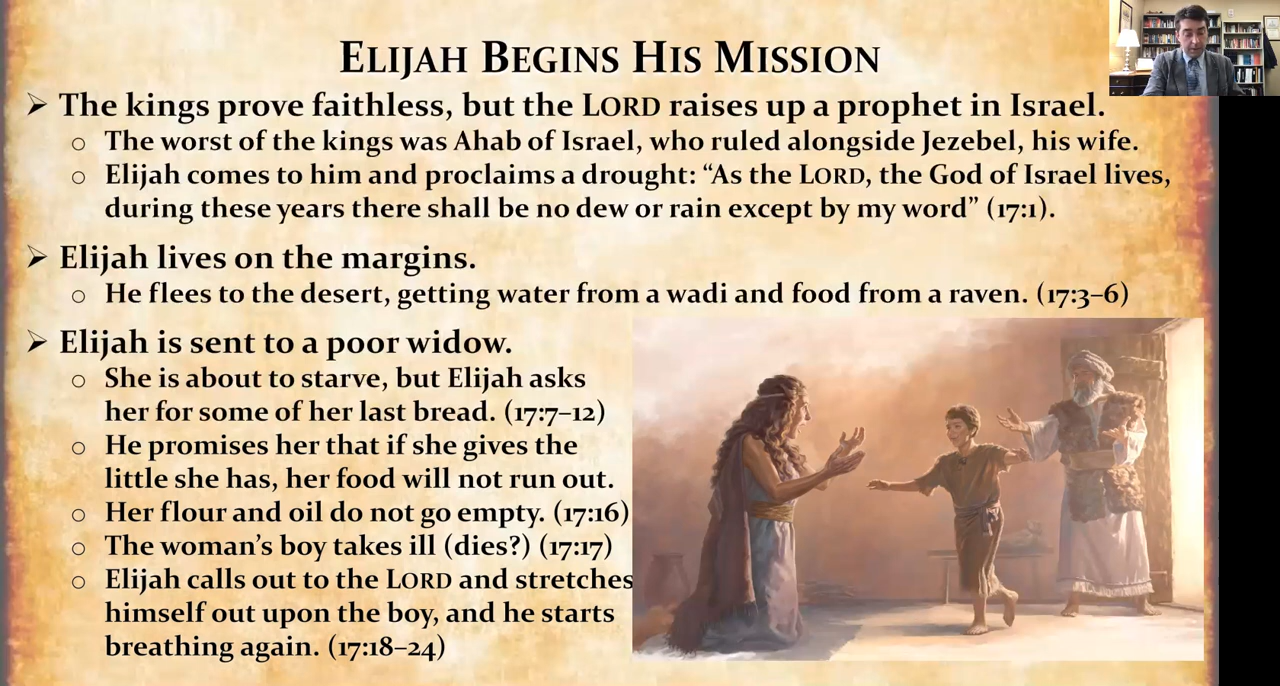 ELIJAH BEGINS HIS MISSION
➢ The kings prove faithless, but the LORD raises up a prophet in Israel.
○ The worst of the kings was Ahab of Israel, who ruled alongside Jezebel, his wife.
○ Elijah comes to him and proclaims a drought: “As the LORD, the God of Israel lives,
during these years there shall be no dew or rain except by my word” (17:1).
➢ Elijah lives on the margins.
○ He flees to the desert, getting water from a wadi and food from a raven. (17:3–6)
➢ Elijah is sent to a poor widow.
○ She is about to starve, but Elijah asks
her for some of her last bread. (17:7–12)
○ He promises her that if she gives the
little she has, her food will not run out.
○ Her flour and oil do not go empty. (17:16)
○ The woman’s boy takes ill (dies?) (17:17)
○ Elijah calls out to the LORD and stretches
himself out upon the boy, and he starts
breathing again. (17:18–24)